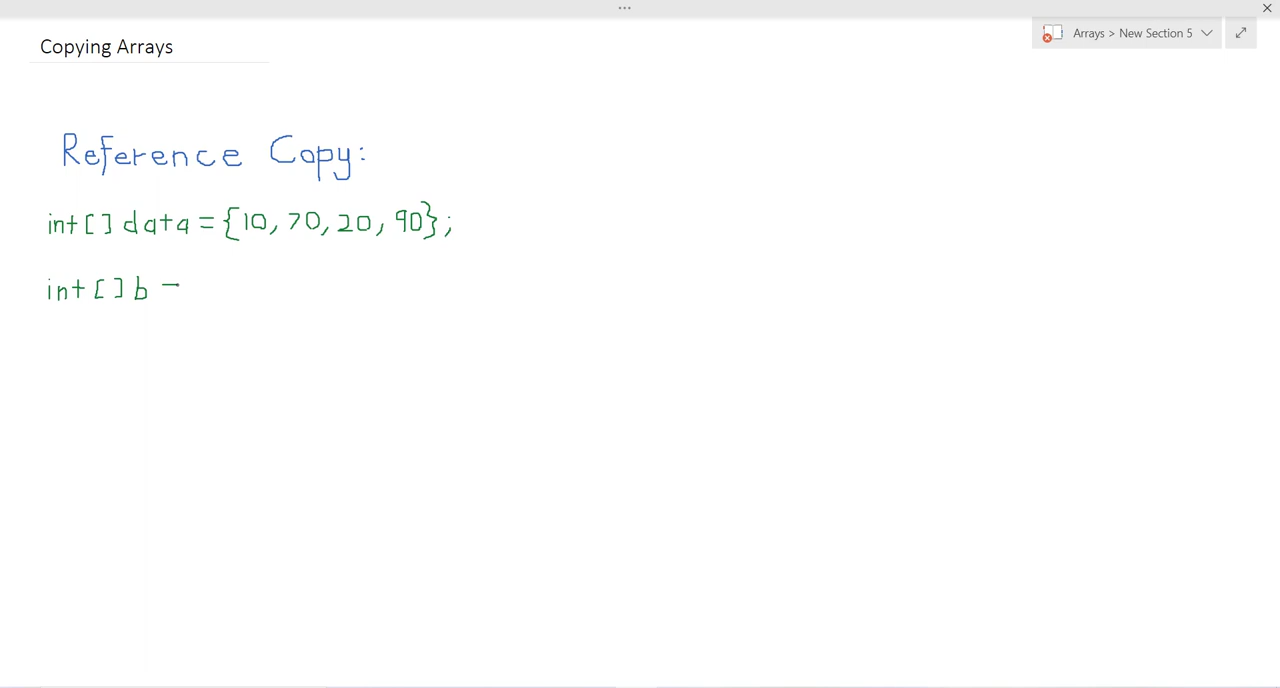 Copying Arrays
Arrays > New Section 5
Reference Copy:
int[] data = {10, 70, 20, 90};
int[] b -